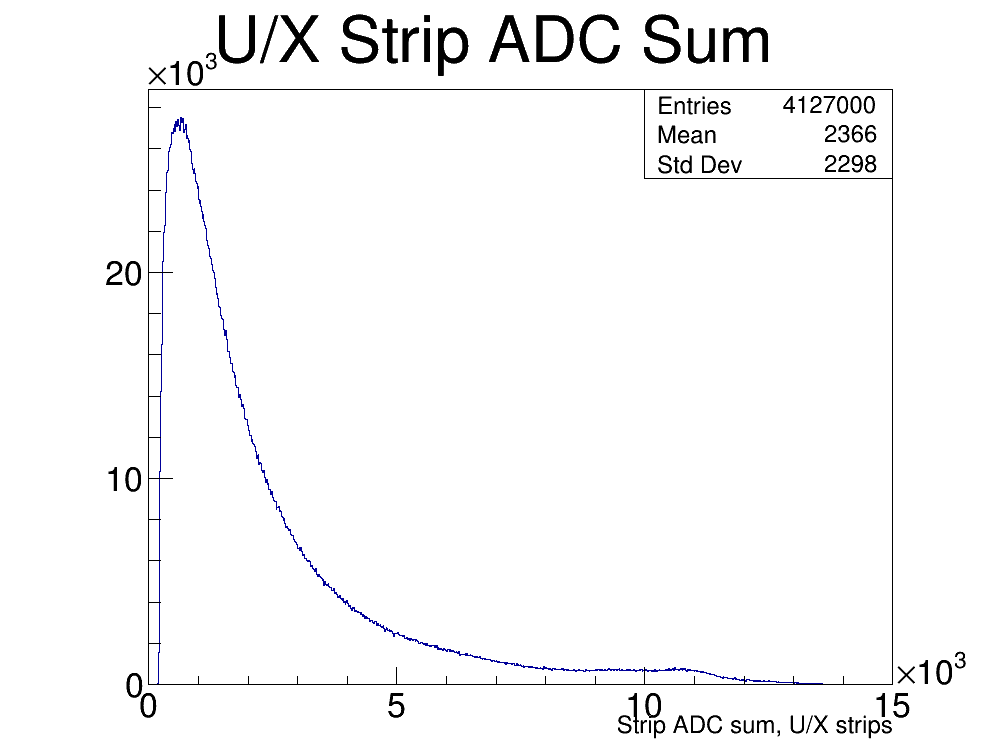 U/X Strip ADC Sum
×10³
Entries 4127000
Mean 2366
Std Dev 2298
20
10
0
0 5 10 15
×10³
Strip ADC sum, U/X strips